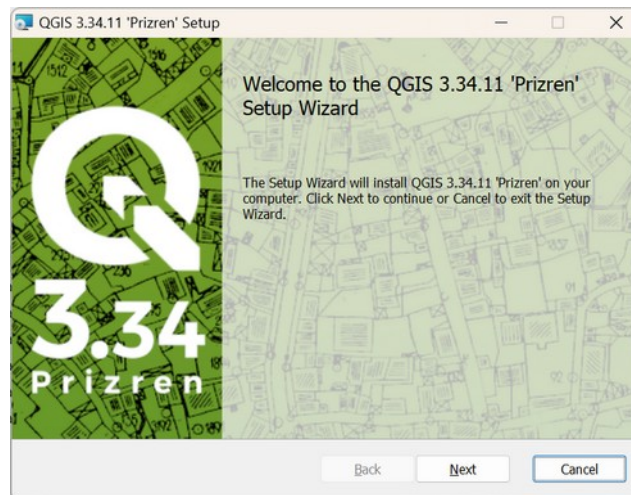 QGIS 3.34.11 'Prizren' Setup
Welcome to the QGIS 3.34.11 'Prizren'
Setup Wizard
The Setup Wizard will install QGIS 3.34.11 'Prizren' on your
computer. Click Next to continue or Cancel to exit the Setup
Wizard.
1512
3.34
Prizren
Back Next Cancel